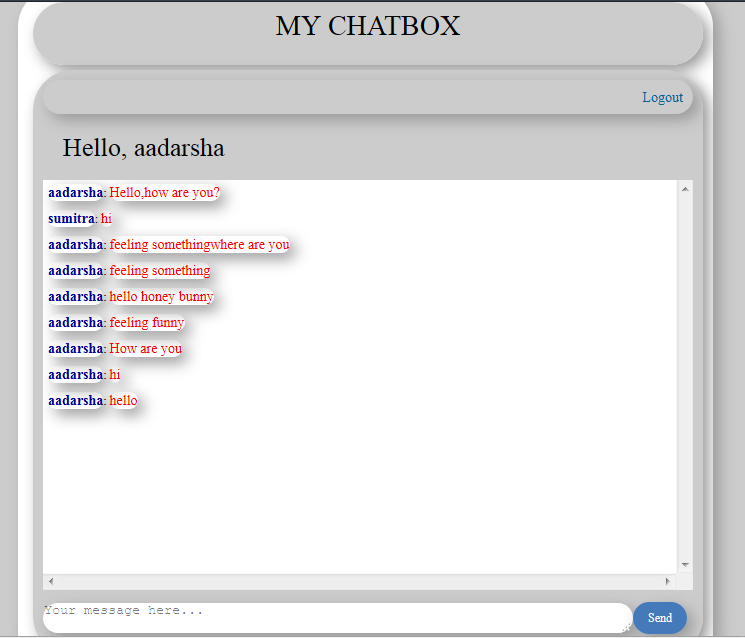 MY CHATBOX
Logout
Hello, aadarsha
aadarsha: Hello,how are you?
sumitra: hi
aadarsha: feeling somethingwhere are you
aadarsha: feeling something
aadarsha: hello honey bunny
aadarsha: feeling funny
aadarsha: How are you
aadarsha: hi
aadarsha: hello
Your message here...
Send